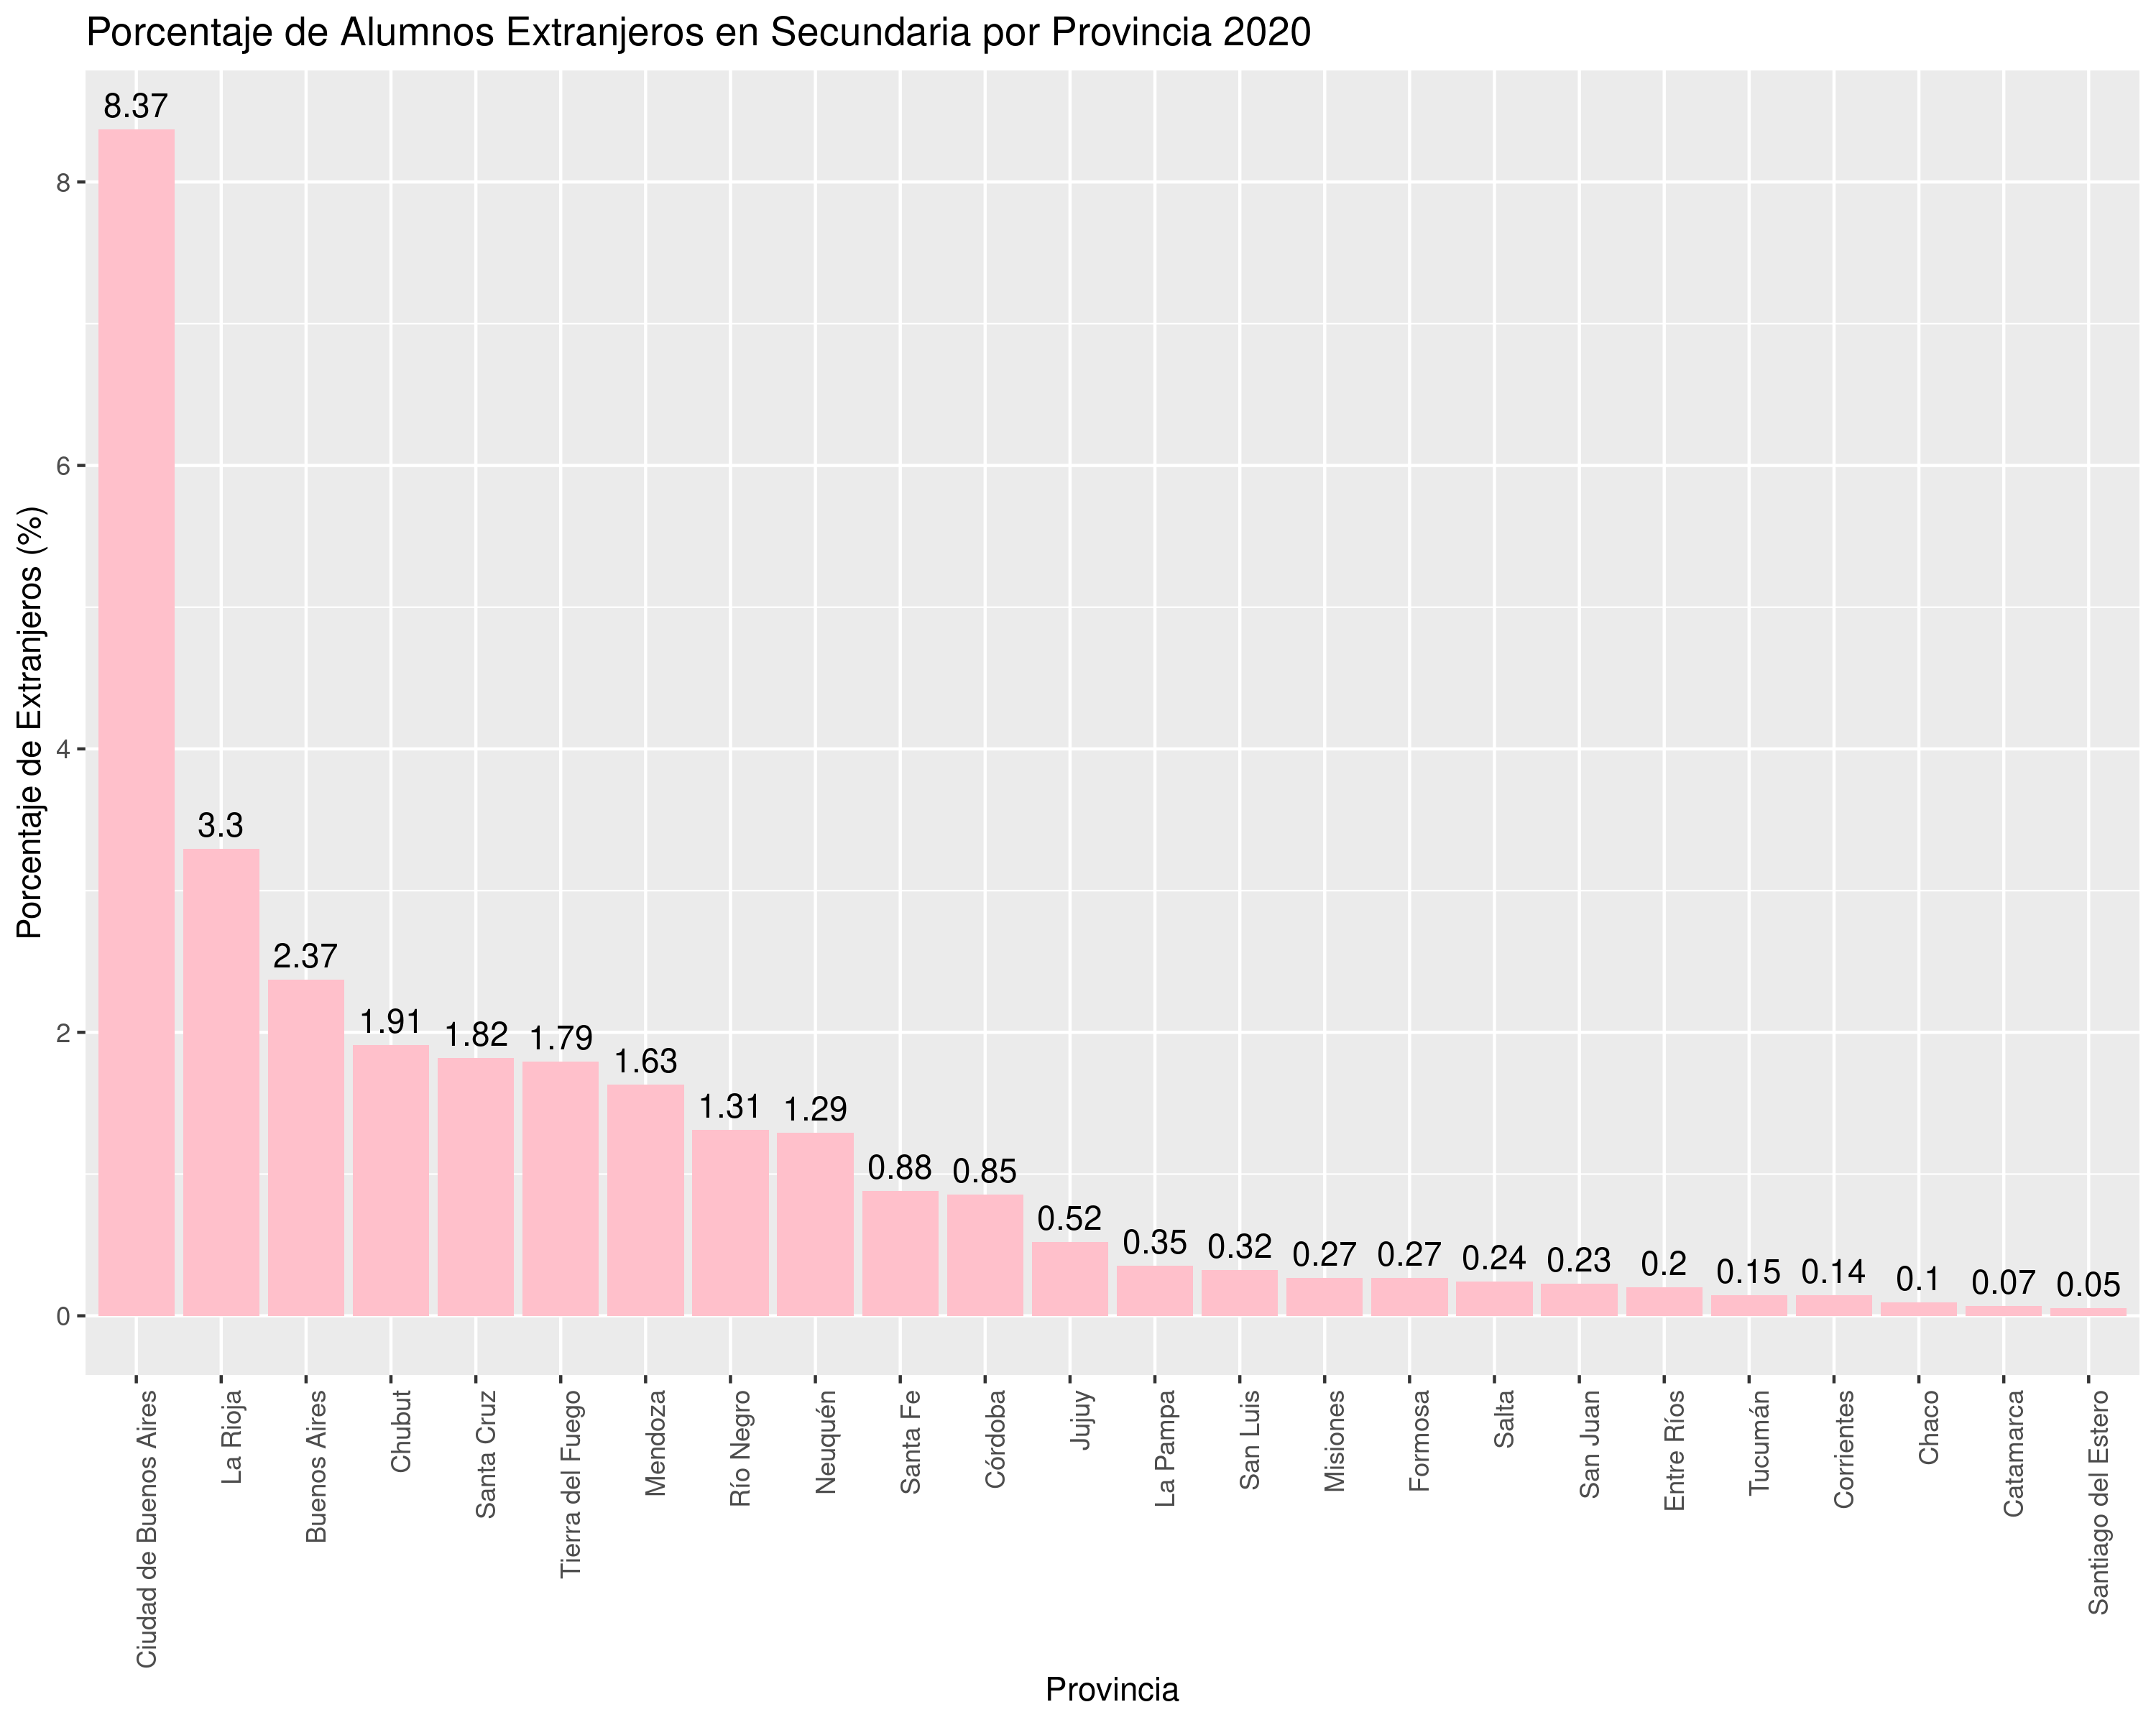 Porcentaje de Alumnos Extranjeros en Secundaria por Provincia 2020
Porcentaje de Extranjeros (%)
8
6
4
2
0
8.37
3.3
2.37
1.91
1.82
1.79
1.63
1.31
1.29
0.88
0.85
0.52
0.35
0.32
0.27
0.27
0.24
0.23
0.2
0.15
0.14
0.1
0.07
0.05
Ciudad de Buenos Aires
La Rioja
Buenos Aires
Chubut
Santa Cruz
Tierra del Fuego
Mendoza
Río Negro
Neuquén
Santa Fe
Córdoba
Jujuy
La Pampa
San Luis
Misiones
Formosa
Salta
San Juan
Entre Ríos
Tucumán
Corrientes
Chaco
Catamarca
Santiago del Estero
Provincia